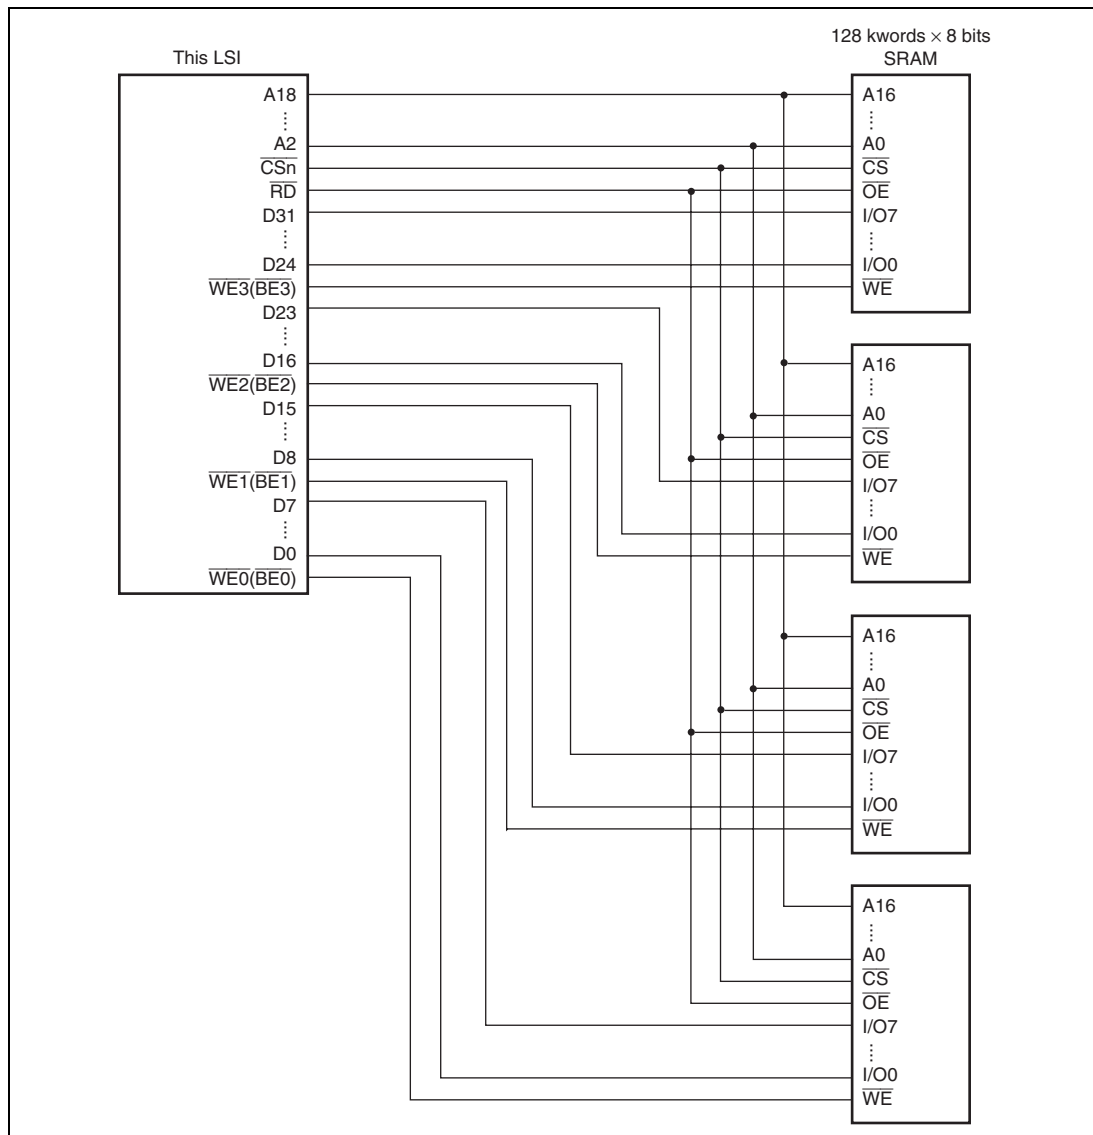 This LSI
A18
A2
CSn
RD
D31
D24
WE3(BE3)
D23
D16
WE2(BE2)
D15
D8
WE1(BE1)
D7
D0
WE0(BE0)
128 kwords × 8 bits
SRAM
A16
A0
CS
OE
I/O7
I/O0
WE
A16
A0
CS
OE
I/O7
I/O0
WE
A16
A0
CS
OE
I/O7
I/O0
WE
A16
A0
CS
OE
I/O7
I/O0
WE